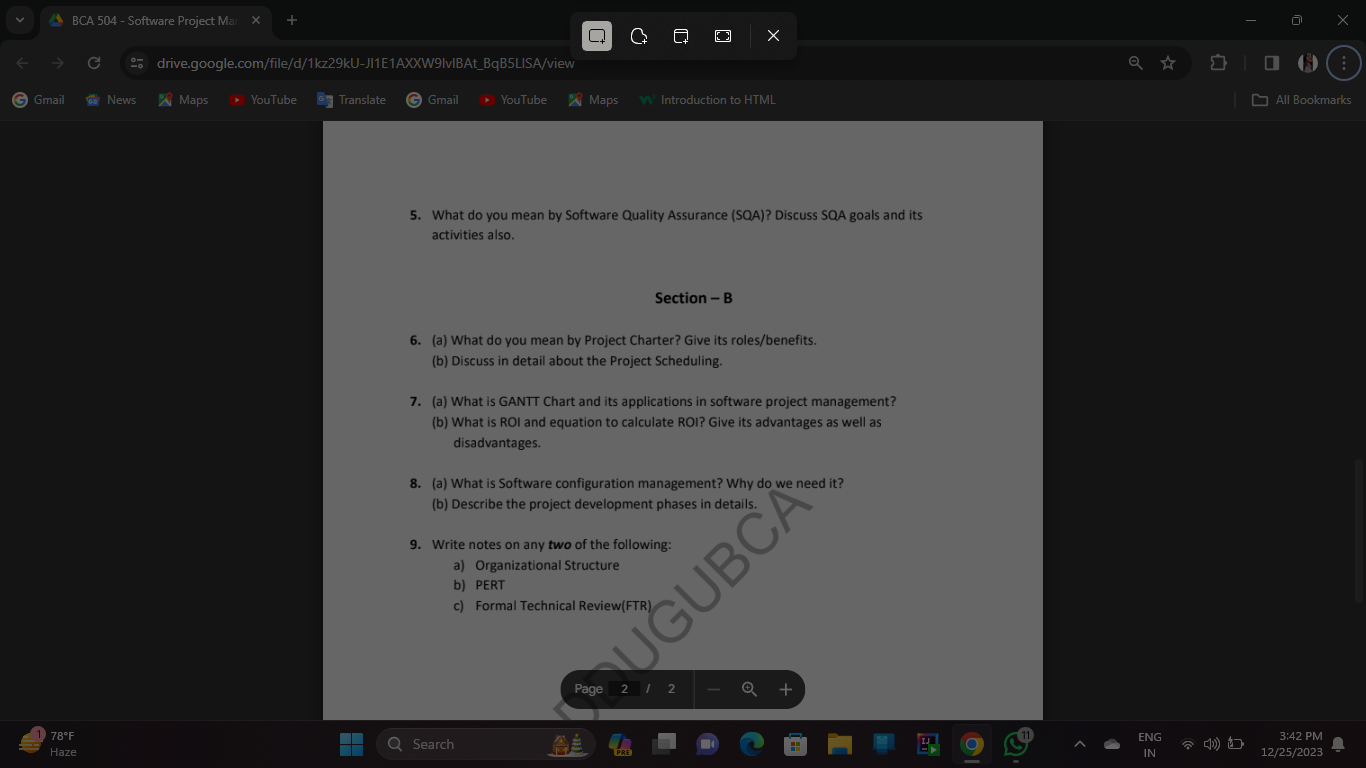 BCA 504 - Software Project Ma
drive.google.com/file/d/1kz29kU-JI1E1AXXW9lvlBAt_BqB5LlSA/view
Gmail News Maps YouTube Translate Gmail YouTube Maps Introduction to HTML All Bookmarks
5. What do you mean by Software Quality Assurance (SQA)? Discuss SQA goals and its
activities also.
Section – B
6. (a) What do you mean by Project Charter? Give its roles/benefits.
(b) Discuss in detail about the Project Scheduling.
7. (a) What is GANTT Chart and its applications in software project management?
(b) What is ROI and equation to calculate ROI? Give its advantages as well as
disadvantages.
8. (a) What is Software configuration management? Why do we need it?
(b) Describe the project development phases in details.
9. Write notes on any two of the following:
a) Organizational Structure
b) PERT
c) Formal Technical Review(FTR)
DDUGUBCA
Page 2 / 2
1 78°F
Haze
Search
PRE
11
ENG
IN
3:42 PM
12/25/2023